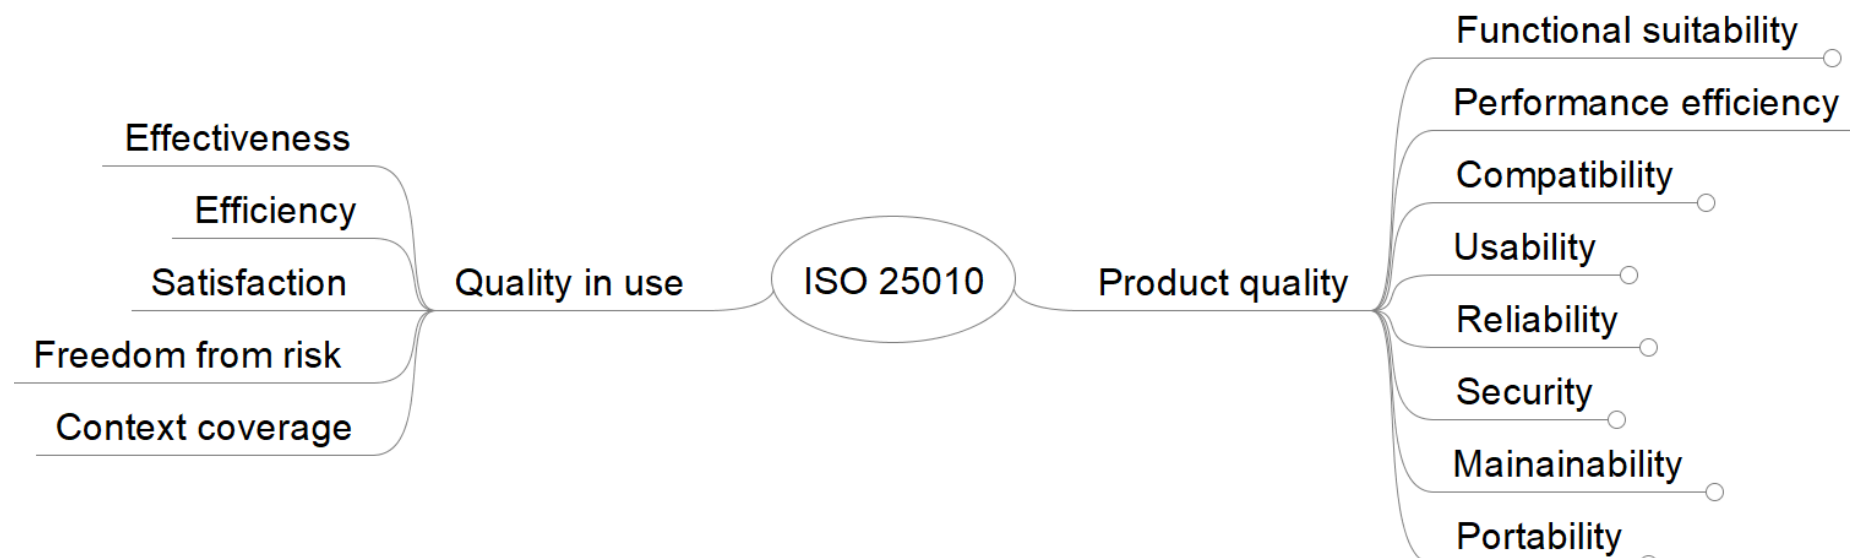 Effectiveness
Efficiency
Satisfaction
Freedom from risk
Context coverage
Quality in use
ISO 25010
Product quality
Functional suitability
Performance efficiency
Compatibility
Usability
Reliability
Security
Mainainability
Portability